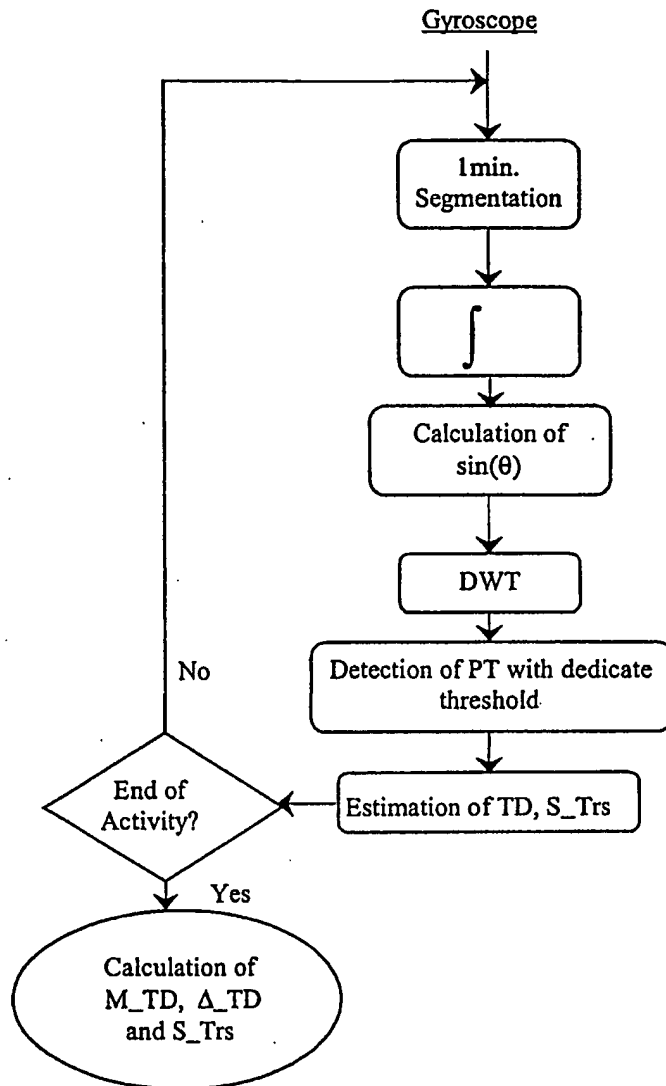 Gyroscope
1min.
Segmentation
∫
Calculation of
sin(θ)
DWT
Detection of PT with dedicate
threshold
Estimation of TD, S_Trs
No
End of
Activity?
Yes
Calculation of
M_TD, Δ_TD
and S_Trs